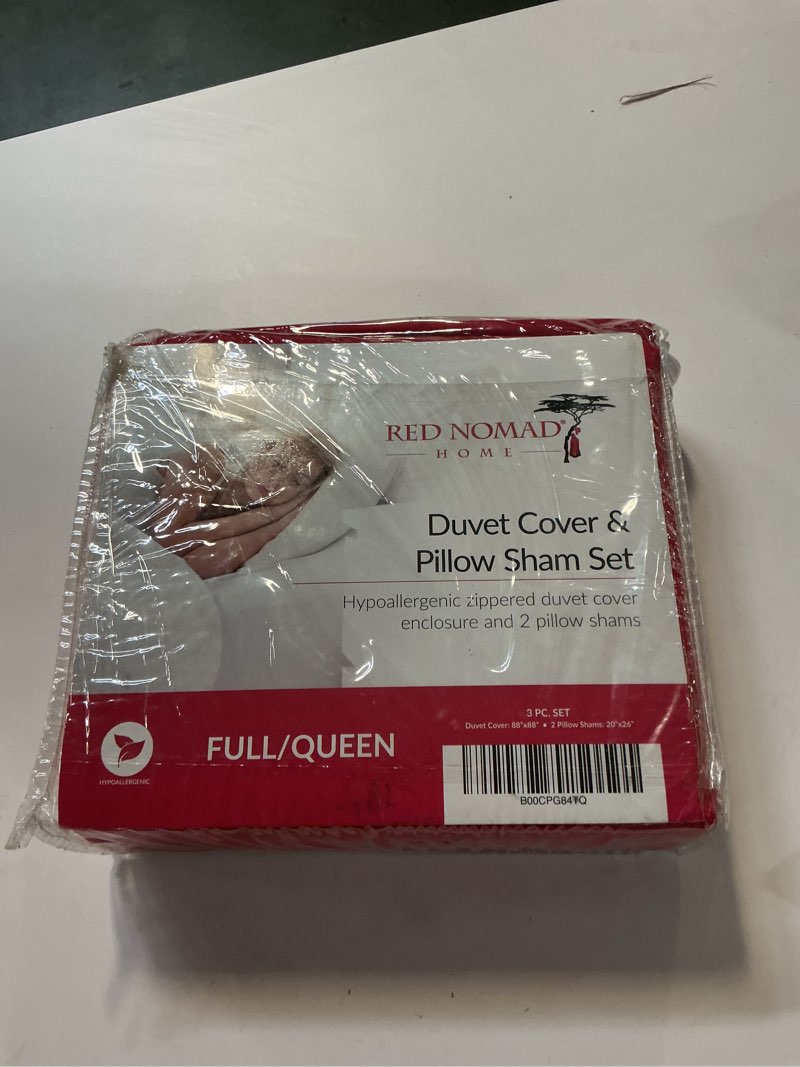 RED NOMAD®
HOME
Duvet Cover &
Pillow Sham Set
Hypoallergenic zippered duvet cover
enclosure and 2 pillow shams
3 PC. SET
Duvet Cover: 88"x88" • 2 Pillow Shams: 20"x26"
FULL/QUEEN
HYPOALLERGENIC